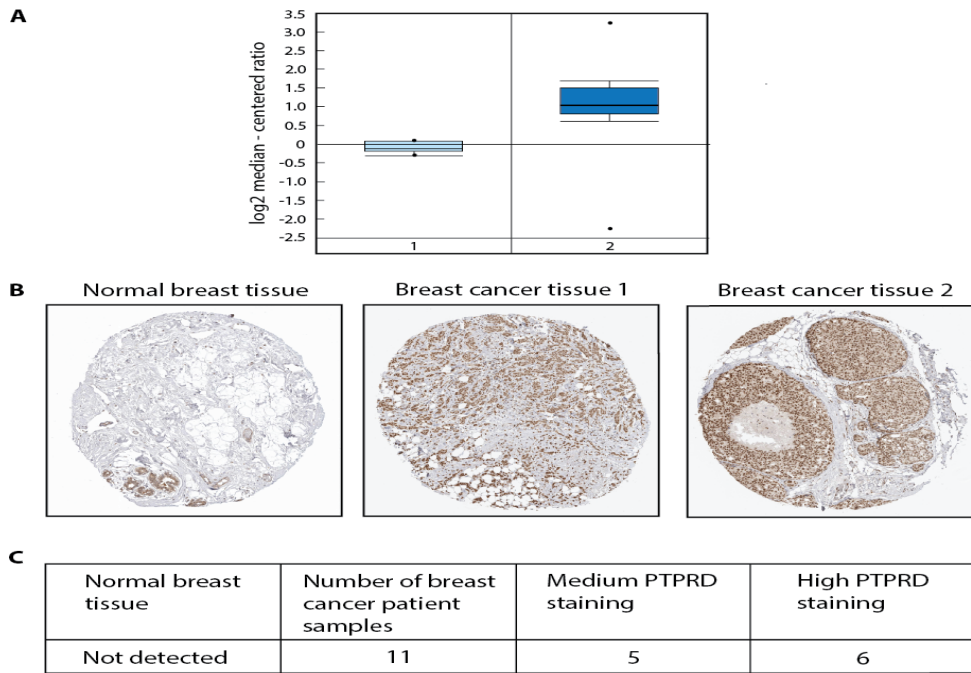 A
log2 median - centered ratio
3.5
3.0
2.5
2.0
1.5
1.0
0.5
0
-0.5
-1.0
-1.5
-2.0
-2.5
1
2
B
Normal breast tissue
Breast cancer tissue 1
Breast cancer tissue 2
C
Normal breast
tissue
Number of breast
cancer patient
samples
Medium PTPRD
staining
High PTPRD
staining
Not detected
11
5
6